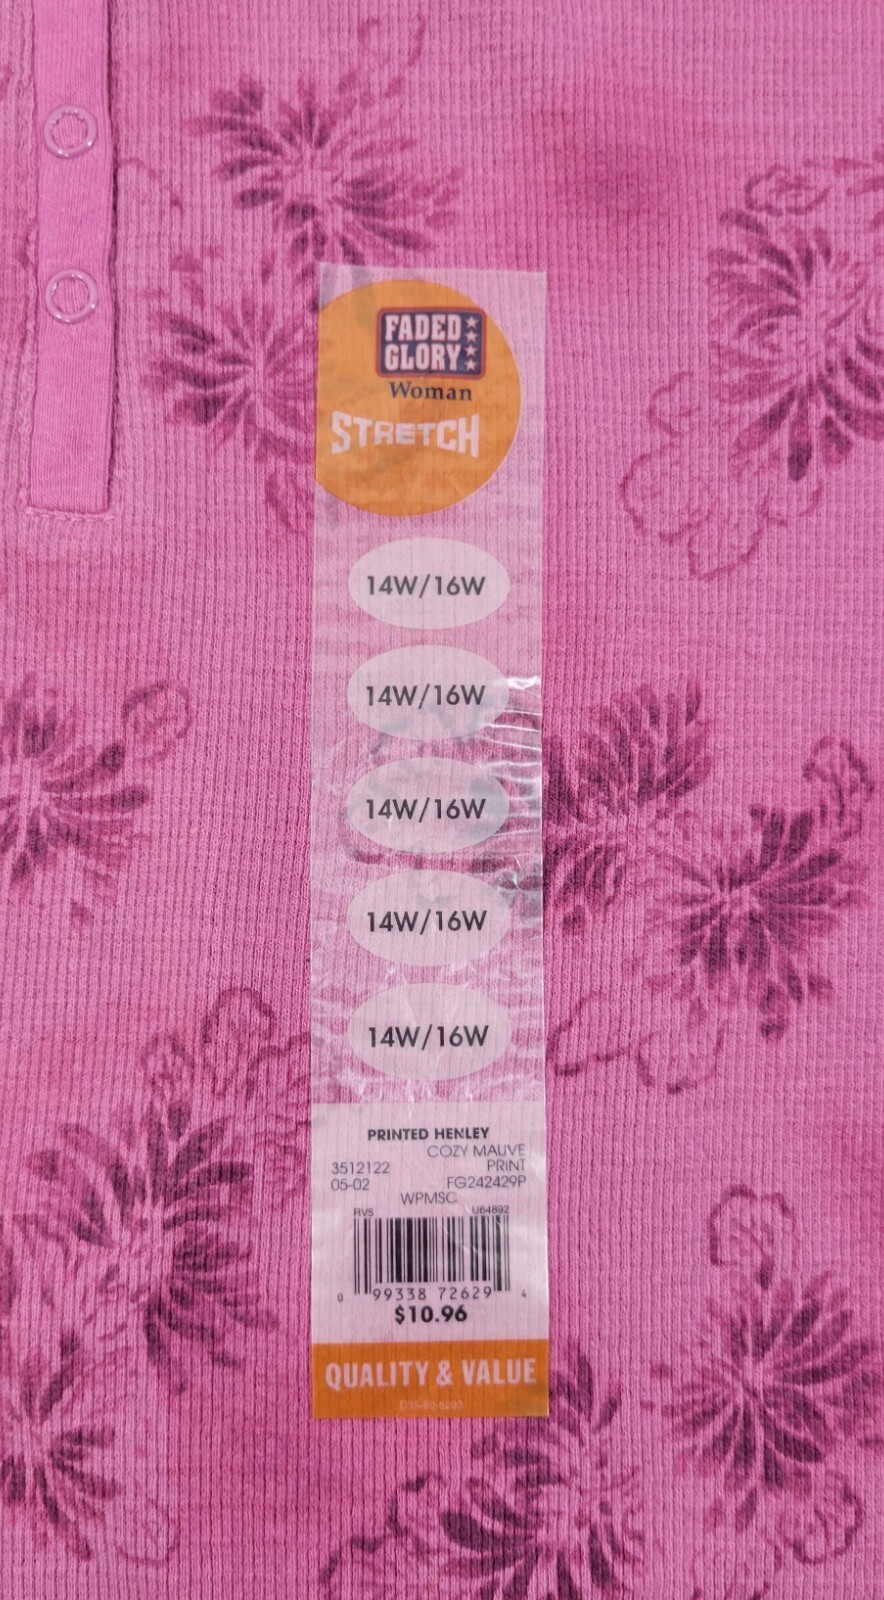 FADED
GLORY
Woman
STRETCH
14W/16W
14W/16W
14W/16W
14W/16W
14W/16W
PRINTED HENLEY
COZY MAUVE
3512122 PRINT
05-02 FG242429P
WPMSC
RV5 U64892
0 99338 72629 4
$10.96
QUALITY & VALUE